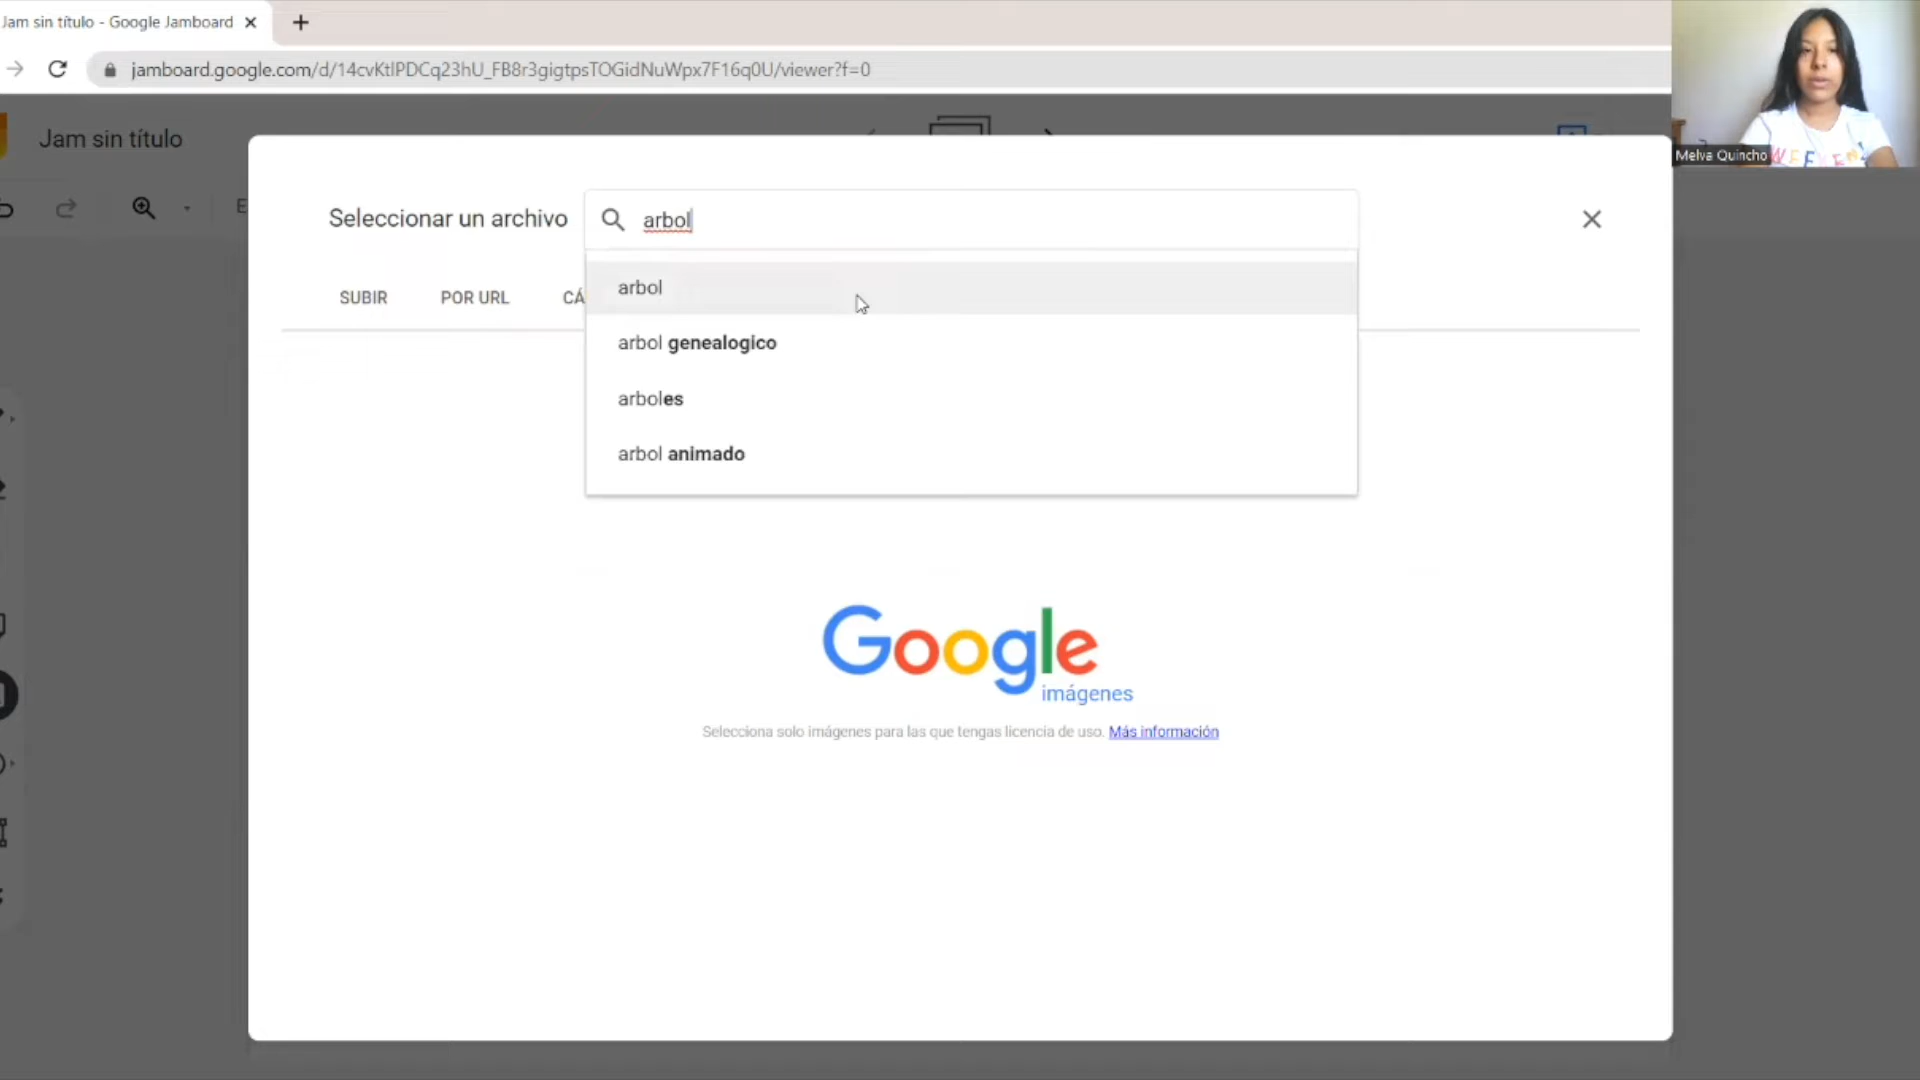 Jam sin título - Google Jamboard
jamboard.google.com/d/14cvKtlPDCq23hU_FB8r3gigtpsTOGidNuWpx7F16q0U/viewer?f=0
Jam sin título
Melva Quincho
Seleccionar un archivo
arbol
SUBIR
POR URL
CÁ
arbol
arbol genealogico
arboles
arbol animado
Google
imágenes
Selecciona solo imágenes para las que tengas licencia de uso. Más información